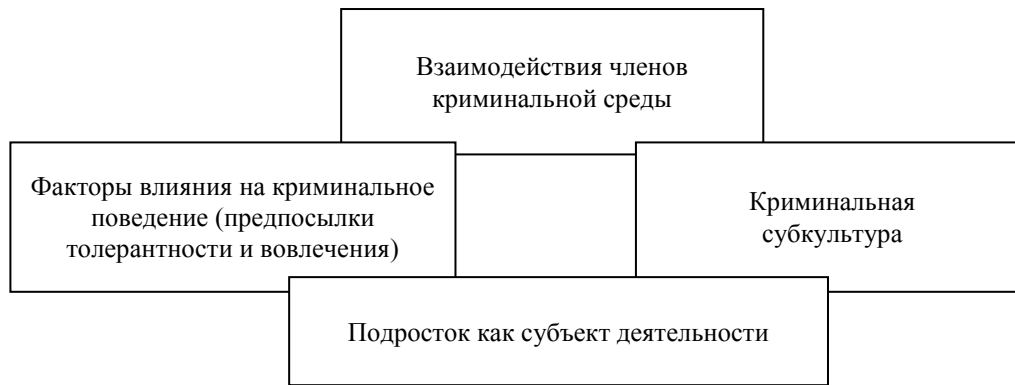 Взаимодействия членов
криминальной среды
Факторы влияния на криминальное
поведение (предпосылки
толерантности и вовлечения)
Криминальная
субкультура
Подросток как субъект деятельности